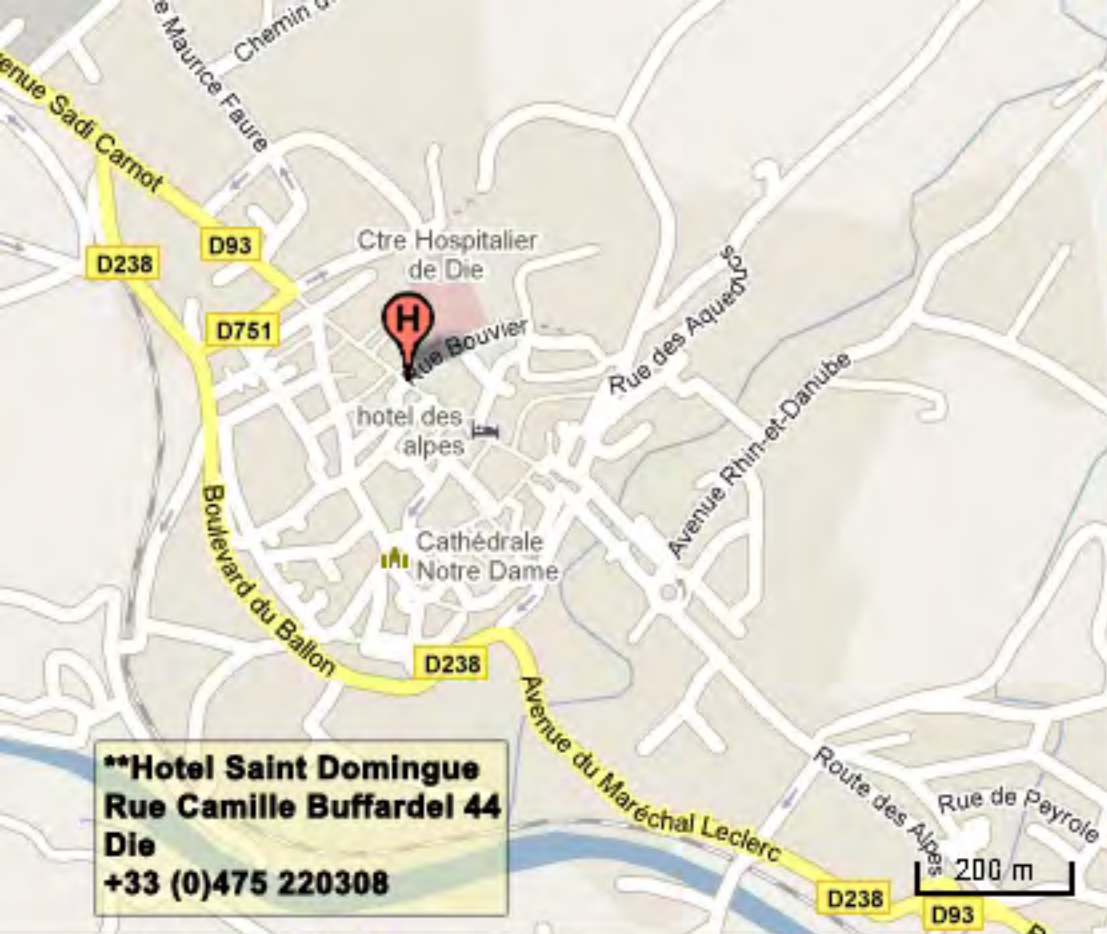 e Maurice Faure
Chemin d
venue Sadi Carnot
D93
D238
Ctre Hospitalier
de Die
D751
H
Rue Bouvier
Rue des Aqueducs
hotel des
alpes
Avenue Rhin-et-Danube
Boulevard du Ballon
Cathédrale
Notre Dame
D238
Avenue du Maréchal Leclerc
Route des Alpes
Rue de Peyrole
**Hotel Saint Domingue
Rue Camille Buffardel 44
Die
+33 (0)475 220308
200 m
D238
D93